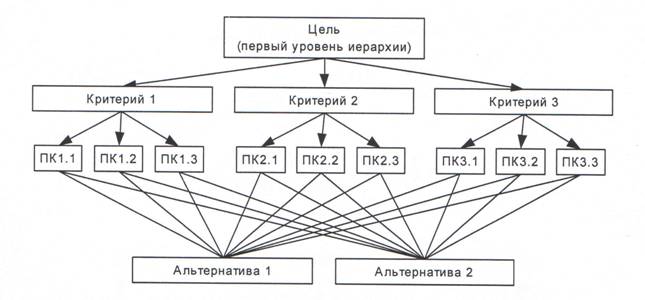 Цель
(первый уровень иерархии)
Критерий 1
Критерий 2
Критерий 3
ПК1.1
ПК1.2
ПК1.3
ПК2.1
ПК2.2
ПК2.3
ПК3.1
ПК3.2
ПК3.3
Альтернатива 1
Альтернатива 2